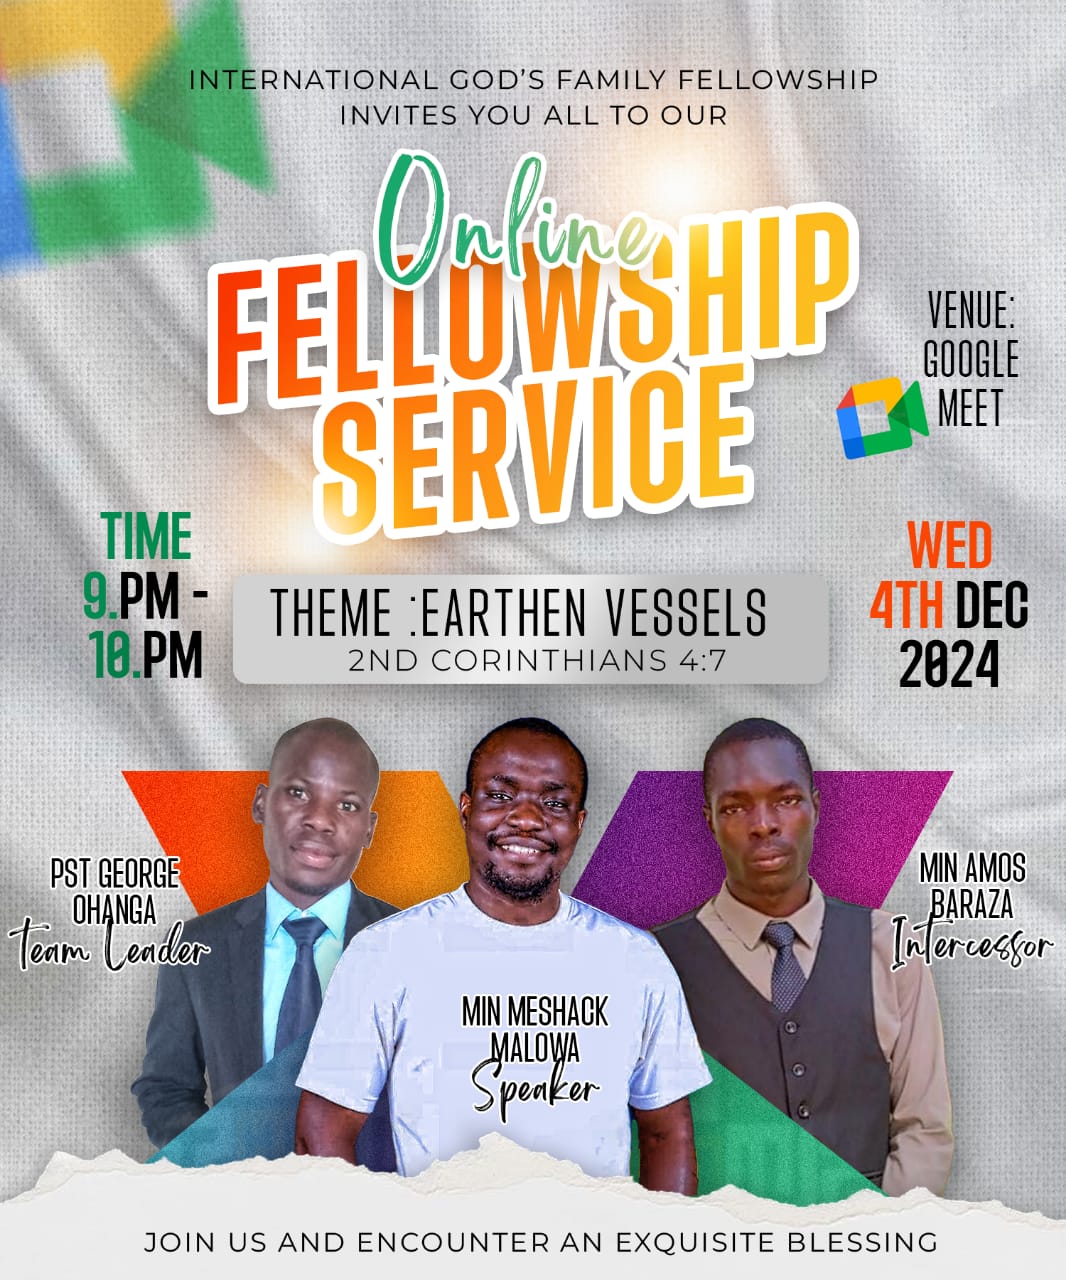 INTERNATIONAL GOD'S FAMILY FELLOWSHIP
INVITES YOU ALL TO OUR
Online
FELLOWSHIP
SERVICE
VENUE:
GOOGLE
MEET
TIME
9.PM -
10.PM
WED
4TH DEC
2024
THEME :EARTHEN VESSELS
2ND CORINTHIANS 4:7
PST GEORGE
OHANGA
Team Leader
MIN MESHACK
MALOWA
Speaker
MIN AMOS
BARAZA
Intercessor
JOIN US AND ENCOUNTER AN EXQUISITE BLESSING